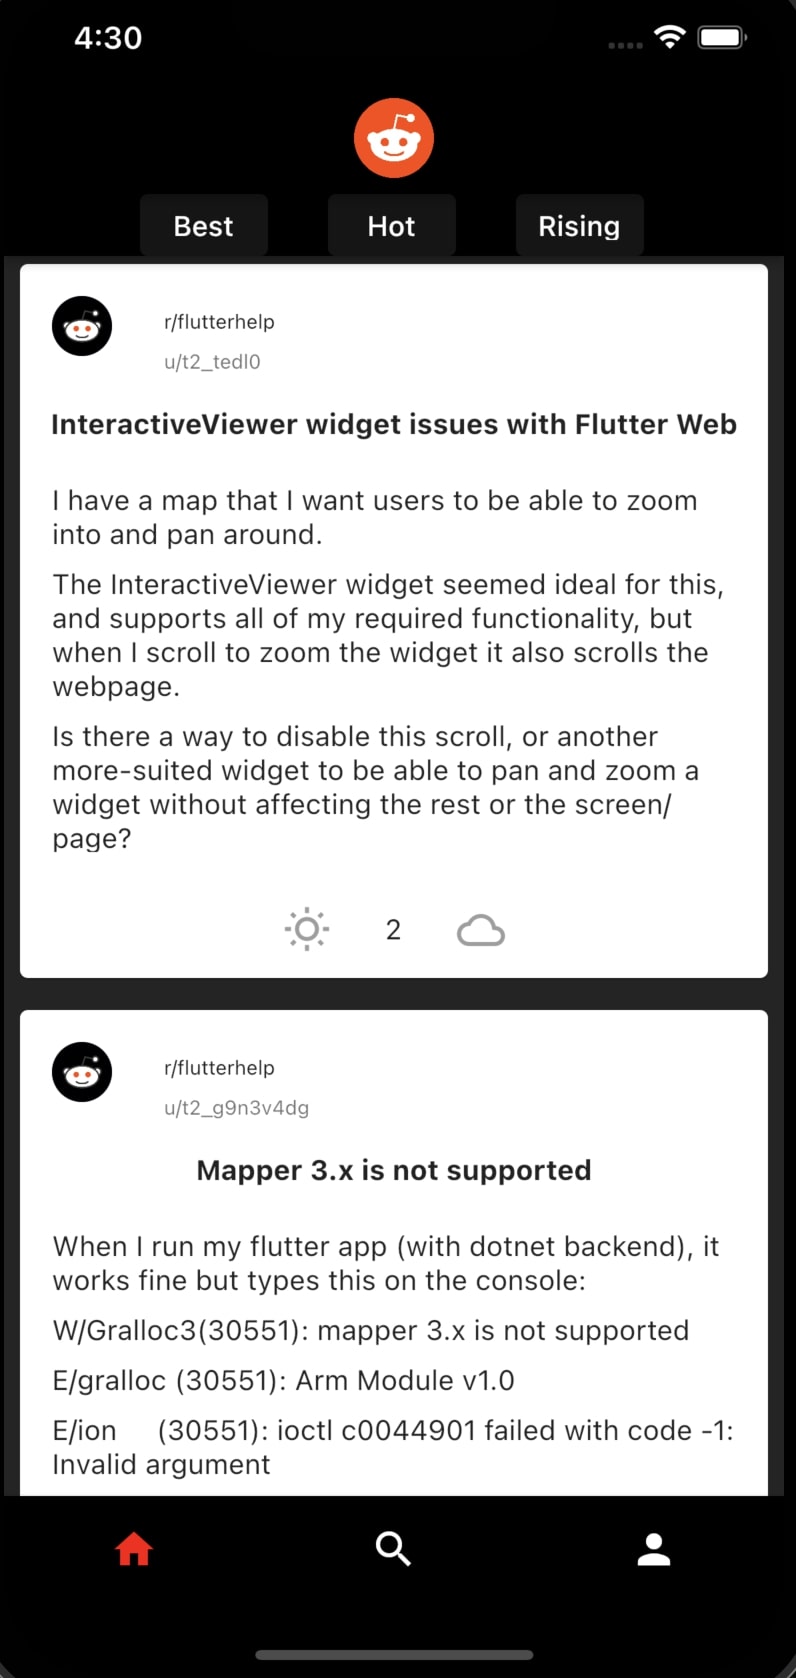 4:30
Best Hot Rising
r/flutterhelp
u/t2_tedl0
InteractiveViewer widget issues with Flutter Web
I have a map that I want users to be able to zoom
into and pan around.
The InteractiveViewer widget seemed ideal for this,
and supports all of my required functionality, but
when I scroll to zoom the widget it also scrolls the
webpage.
Is there a way to disable this scroll, or another
more-suited widget to be able to pan and zoom a
widget without affecting the rest or the screen/
page?
2
r/flutterhelp
u/t2_g9n3v4dg
Mapper 3.x is not supported
When I run my flutter app (with dotnet backend), it
works fine but types this on the console:
W/Gralloc3(30551): mapper 3.x is not supported
E/gralloc (30551): Arm Module v1.0
E/ion     (30551): ioctl c0044901 failed with code -1:
Invalid argument